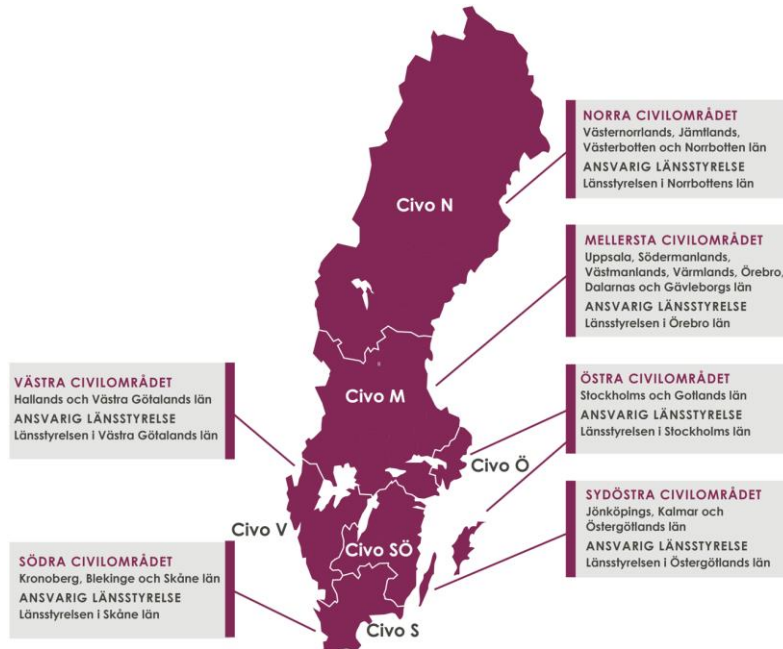 NORRA CIVILOMRÅDET
Västernorrlands, Jämtlands,
Västerbotten och Norrbotten län
ANSVARIG LÄNSSTYRELSE
Länsstyrelsen i Norrbottens län
Civo N
MELLERSTA CIVILOMRÅDET
Uppsala, Södermanlands,
Västmanlands, Värmlands, Örebro,
Dalarnas och Gävleborgs län
ANSVARIG LÄNSSTYRELSE
Länsstyrelsen i Örebro län
VÄSTRA CIVILOMRÅDET
Hallands och Västra Götalands län
ANSVARIG LÄNSSTYRELSE
Länsstyrelsen i Västra Götalands län
Civo M
ÖSTRA CIVILOMRÅDET
Stockholms och Gotlands län
ANSVARIG LÄNSSTYRELSE
Länsstyrelsen i Stockholms län
Civo Ö
Civo V
Civo SÖ
SYDÖSTRA CIVILOMRÅDET
Jönköpings, Kalmar och
Östergötlands län
ANSVARIG LÄNSSTYRELSE
Länsstyrelsen i Östergötlands län
SÖDRA CIVILOMRÅDET
Kronoberg, Blekinge och Skåne län
ANSVARIG LÄNSSTYRELSE
Länsstyrelsen i Skåne län
Civo S